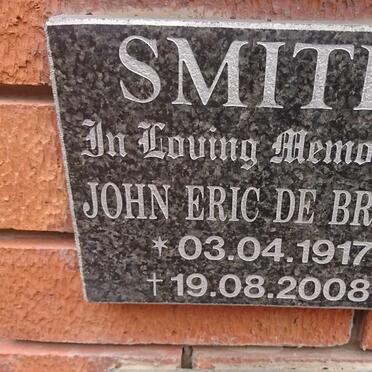 SMIT
In Loving Memo
JOHN ERIC DE BR
* 03.04.1917
† 19.08.2008